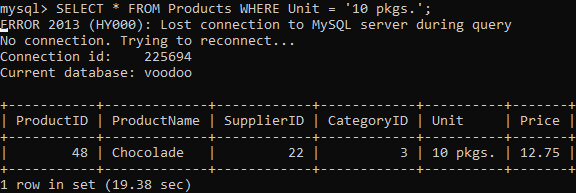 mysql> SELECT * FROM Products WHERE Unit = '10 pkgs.';
ERROR 2013 (HY000): Lost connection to MySQL server during query
No connection. Trying to reconnect...
Connection id:    225694
Current database: voodoo

+-----------+-------------+------------+------------+----------+-------+
| ProductID | ProductName | SupplierID | CategoryID | Unit     | Price |
+-----------+-------------+------------+------------+----------+-------+
|        48 | Chocolade   |         22 |          3 | 10 pkgs. | 12.75 |
+-----------+-------------+------------+------------+----------+-------+
1 row in set (19.38 sec)